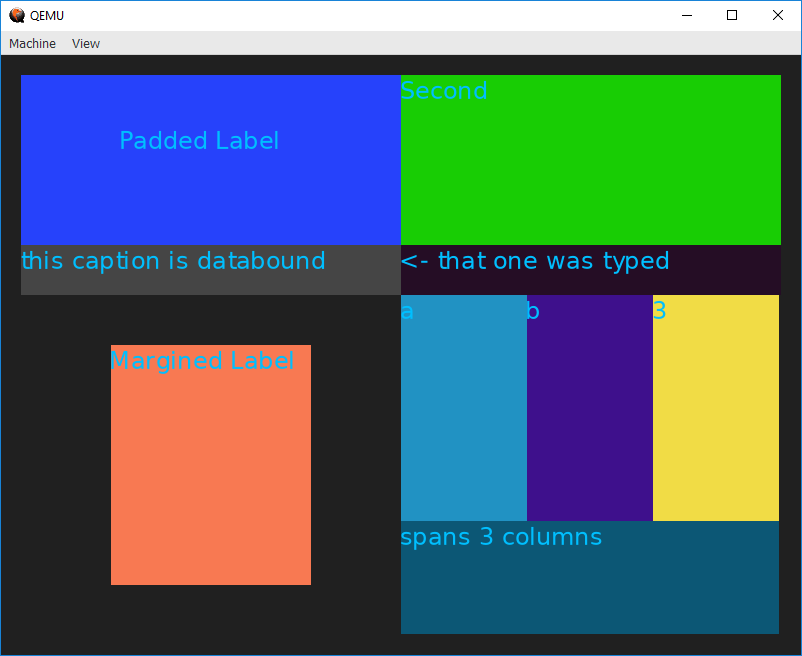 QEMU
Machine View
Padded Label
Second
this caption is databound
<- that one was typed
a
b
3
Margined Label
spans 3 columns